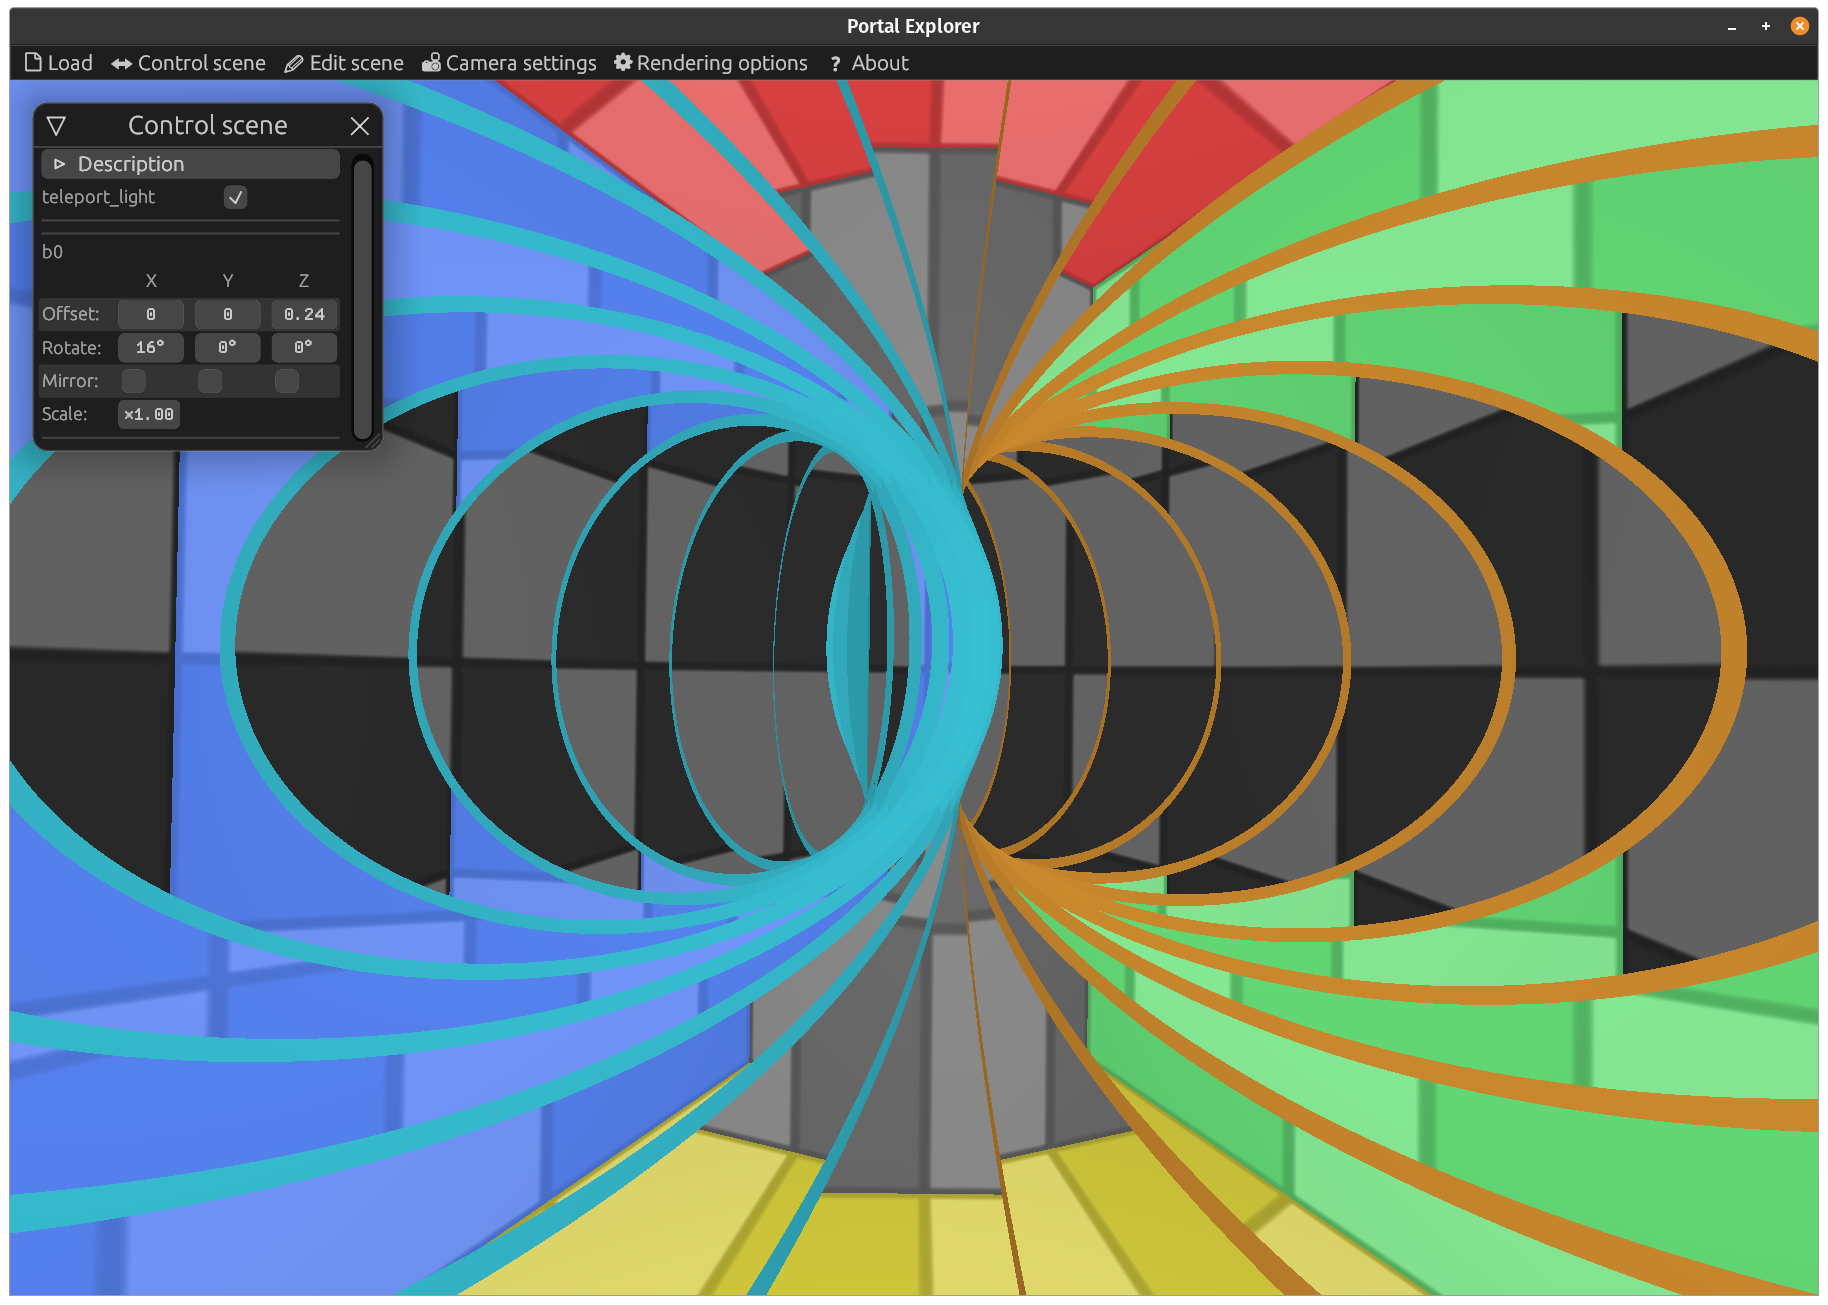 Portal Explorer
Load Control scene Edit scene Camera settings Rendering options ? About
Control scene
Description
teleport_light
b0
X Y Z
Offset: 0 0 0.24
Rotate: 16° 0° 0°
Mirror:
Scale: ×1.00